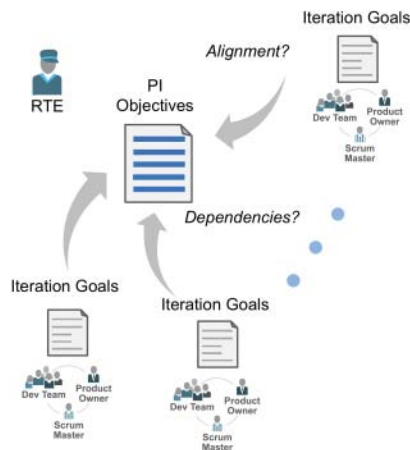 Iteration Goals
Alignment?
RTE
PI
Objectives
Dev Team
Product
Owner
Scrum
Master
Dependencies?
Iteration Goals
Dev Team
Product
Owner
Scrum
Master
Iteration Goals
Dev Team
Product
Owner
Scrum
Master